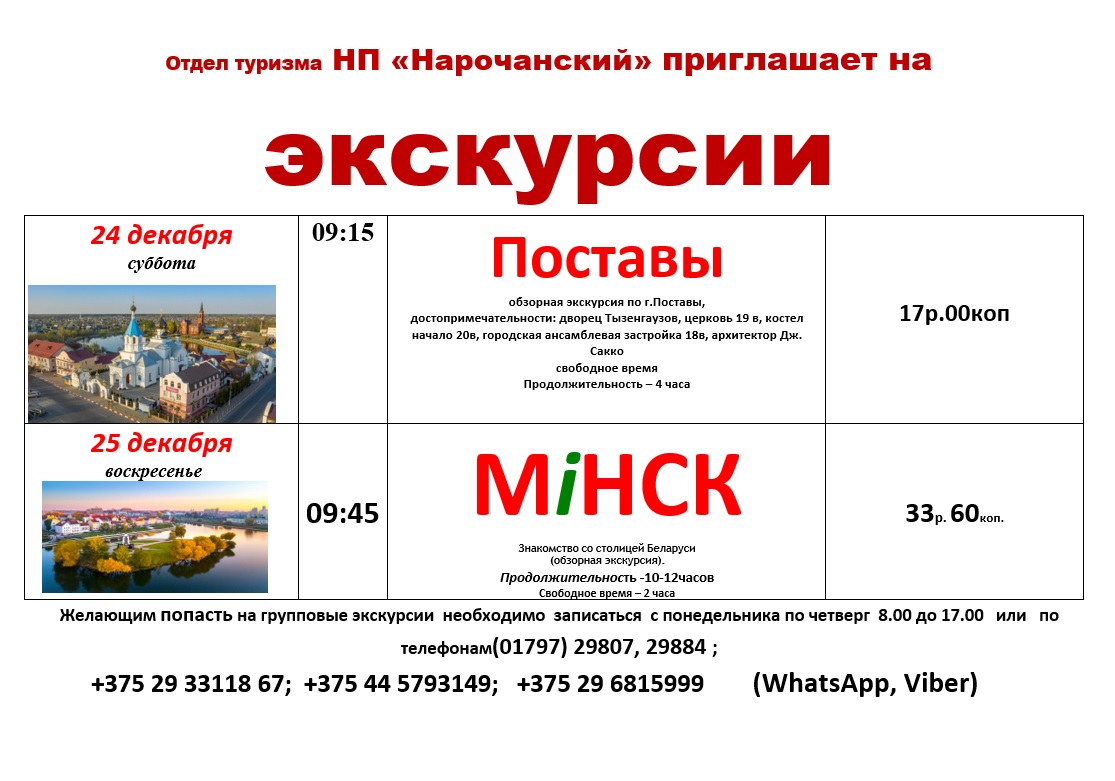 Отдел туризма НП «Нарочанский» приглашает на
экскурсии
24 декабря
суббота
09:15
Поставы
обзорная экскурсия по г.Поставы,
достопримечательности: дворец Тызенгаузов, церковь 19 в, костел
начало 20в, городская ансамблевая застройка 18в, архитектор Дж.
Сакко
свободное время
Продолжительность – 4 часа
17р.00коп
25 декабря
воскресенье
09:45
МіНСК
Знакомство со столицей Беларуси
(обзорная экскурсия).
Продолжительность -10-12часов
Свободное время – 2 часа
33р. 60коп.
Желающим попасть на групповые экскурсии необходимо записаться с понедельника по четверг 8.00 до 17.00 или по
телефонам(01797) 29807, 29884 ;
+375 29 33118 67; +375 44 5793149; +375 29 6815999 (WhatsApp, Viber)